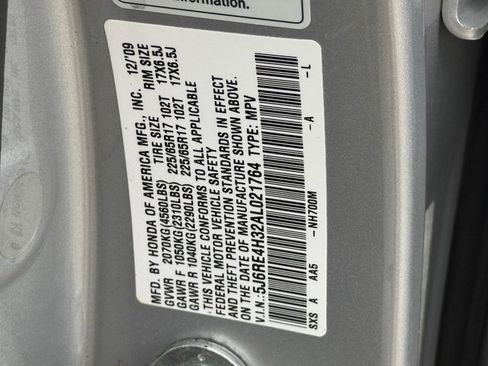 information.
MFD. BY HONDA OF AMERICA MFG., INC. 12/'09
TIRE SIZE RIM SIZE
GVWR 2070KG(4560LBS)
GAWR F 1050KG(2310LBS) 225/65R17 102T 17X6.5J
GAWR R 1040KG(2290LBS) 225/65R17 102T 17X6.5J
THIS VEHICLE CONFORMS TO ALL APPLICABLE
FEDERAL MOTOR VEHICLE SAFETY
AND THEFT PREVENTION STANDARDS IN EFFECT
ON THE DATE OF MANUFACTURE SHOWN ABOVE.
V.I.N.: 5J6RE4H32AL021764 TYPE: MPV
SXS A AA5 -NH700M -A -L